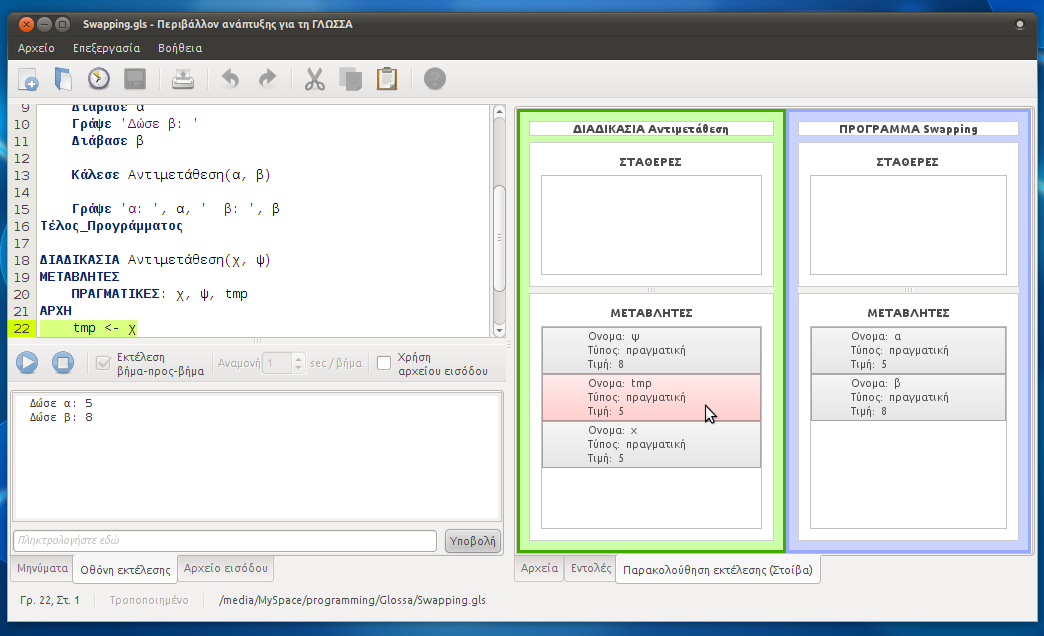 Swapping.gls - Περιβάλλον ανάπτυξης για τη ΓΛΩΣΣΑ
Αρχείο Επεξεργασία Βοήθεια
9 Διάβασε α
10 Γράψε 'Δώσε β: '
11 Διάβασε β
12
13 Κάλεσε Αντιμετάθεση(α, β)
14
15 Γράψε 'α: ', α, '  β: ', β
16 Τέλος_Προγράμματος
17
18 ΔΙΑΔΙΚΑΣΙΑ Αντιμετάθεση(χ, ψ)
19 ΜΕΤΑΒΛΗΤΕΣ
20 ΠΡΑΓΜΑΤΙΚΕΣ: χ, ψ, tmp
21 ΑΡΧΗ
22 tmp <- χ
Εκτέλεση
βήμα-προς-βήμα
Αναμονή 1 sec / βήμα
Χρήση
αρχείου εισόδου
Δώσε α: 5
Δώσε β: 8
Πληκτρολογήστε εδώ
Υποβολή
Μηνύματα Οθόνη εκτέλεσης Αρχείο εισόδου
ΔΙΑΔΙΚΑΣΙΑ Αντιμετάθεση
ΣΤΑΘΕΡΕΣ
ΜΕΤΑΒΛΗΤΕΣ
Όνομα: ψ
Τύπος: πραγματική
Τιμή: 8
Όνομα: tmp
Τύπος: πραγματική
Τιμή: 5
Όνομα: χ
Τύπος: πραγματική
Τιμή: 5
ΠΡΟΓΡΑΜΜΑ Swapping
ΣΤΑΘΕΡΕΣ
ΜΕΤΑΒΛΗΤΕΣ
Όνομα: α
Τύπος: πραγματική
Τιμή: 5
Όνομα: β
Τύπος: πραγματική
Τιμή: 8
Αρχεία Εντολές Παρακολούθηση εκτέλεσης (Στοίβα)
Γρ. 22, Στ. 1 Τροποποιημένο /media/MySpace/programming/Glossa/Swapping.gls